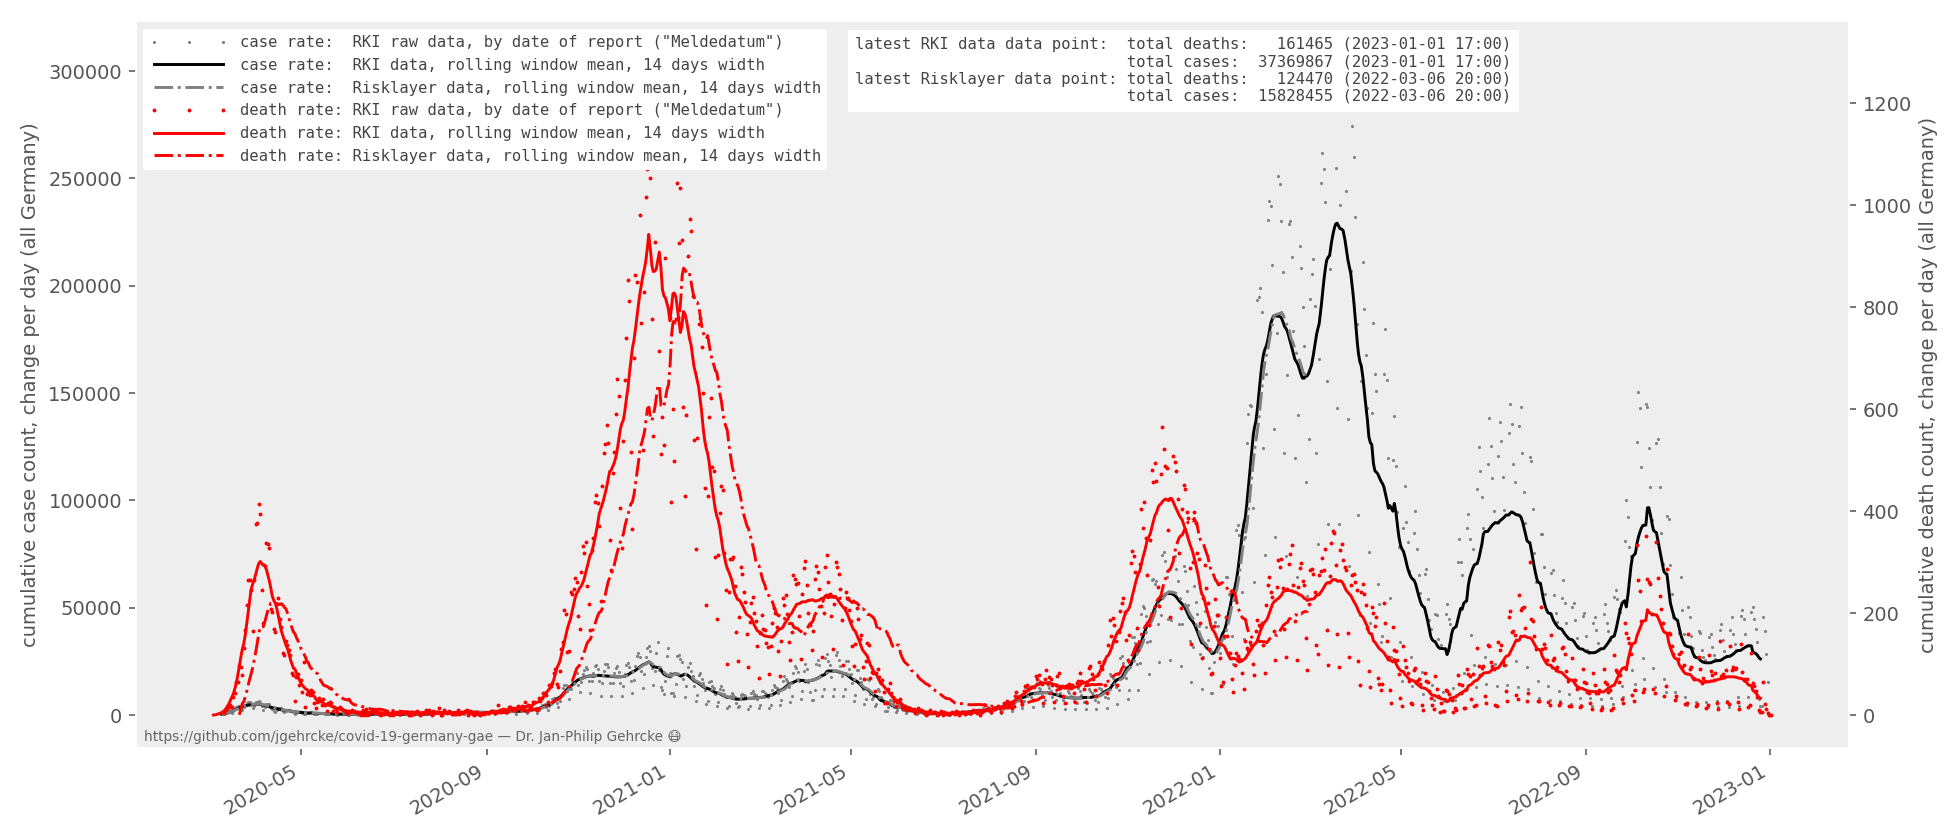 case rate:  RKI raw data, by date of report ("Meldedatum")
case rate:  RKI data, rolling window mean, 14 days width
case rate:  Risklayer data, rolling window mean, 14 days width
death rate: RKI raw data, by date of report ("Meldedatum")
death rate: RKI data, rolling window mean, 14 days width
death rate: Risklayer data, rolling window mean, 14 days width
latest RKI data data point:  total deaths:   161465 (2023-01-01 17:00)
total cases:  37369867 (2023-01-01 17:00)
latest Risklayer data point: total deaths:   124470 (2022-03-06 20:00)
total cases:  15828455 (2022-03-06 20:00)
cumulative case count, change per day (all Germany)
300000
250000
200000
150000
100000
50000
0
cumulative death count, change per day (all Germany)
1200
1000
800
600
400
200
0
https://github.com/jgehrcke/covid-19-germany-gae — Dr. Jan-Philip Gehrcke 😷
2020-05
2020-09
2021-01
2021-05
2021-09
2022-01
2022-05
2022-09
2023-01